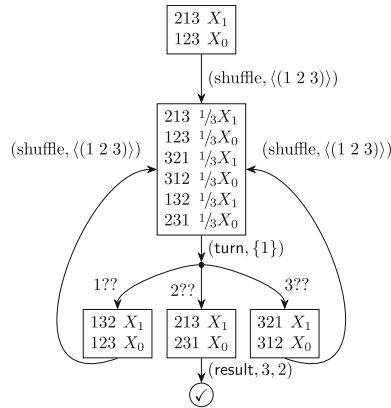 213 X₁
123 X₀
(shuffle, ⟨(1 2 3)⟩)
213 1/3X₁
123 1/3X₀
321 1/3X₁
312 1/3X₀
132 1/3X₁
231 1/3X₀
(shuffle, ⟨(1 2 3)⟩)
(shuffle, ⟨(1 2 3)⟩)
(turn, {1})
1??
2??
3??
132 X₁
123 X₀
213 X₁
231 X₀
321 X₁
312 X₀
(result, 3, 2)
✓